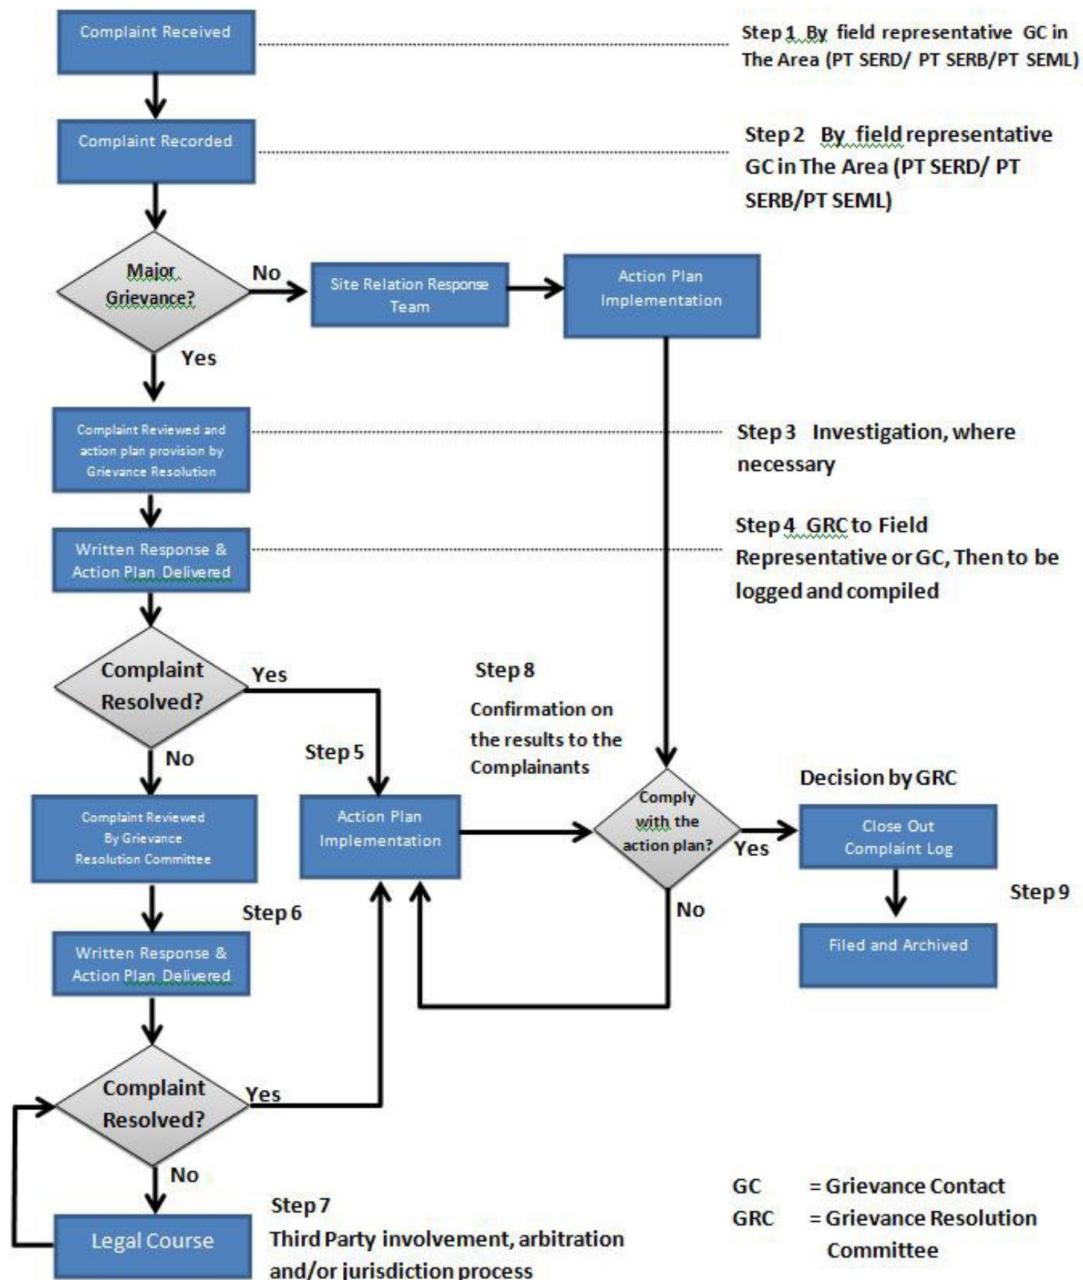 Complaint Received
Step 1 By field representative GC in
The Area (PT SERD/ PT SERB/PT SEML)
Complaint Recorded
Step 2 By field representative
GC in The Area (PT SERD/ PT
SERB/PT SEML)
Major
Grievance?
No
Site Relation Response
Team
Action Plan
Implementation
Yes
Complaint Reviewed and
action plan provision by
Grievance Resolution
Step 3 Investigation, where
necessary
Written Response &
Action Plan Delivered
Step 4 GRC to Field
Representative or GC, Then to be
logged and compiled
Complaint
Resolved?
Yes
No
Step 5
Step 8
Confirmation on
the results to the
Complainants
Complaint Reviewed
By Grievance
Resolution Committee
Action Plan
Implementation
Comply
with the
action plan?
Yes
No
Decision by GRC
Close Out
Complaint Log
Step 9
Filed and Archived
Step 6
Written Response &
Action Plan Delivered
Complaint
Resolved?
Yes
No
Legal Course
Step 7
Third Party involvement, arbitration
and/or jurisdiction process
GC = Grievance Contact
GRC = Grievance Resolution
Committee